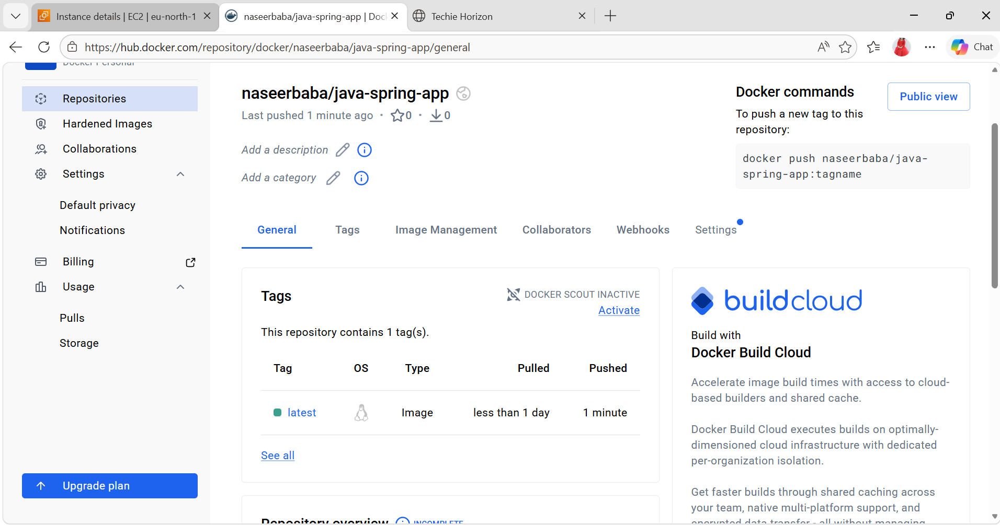 Instance details | EC2 | eu-north-1
naseerbaba/java-spring-app | Doc
Techie Horizon
https://hub.docker.com/repository/docker/naseerbaba/java-spring-app/general
Chat
Docker Personal
Repositories
Hardened Images
Collaborations
Settings
Default privacy
Notifications
Billing
Usage
Pulls
Storage
Upgrade plan
naseerbaba/java-spring-app
Last pushed 1 minute ago • 0 • 0
Add a description
Add a category
Docker commands
Public view
To push a new tag to this
repository:
docker push naseerbaba/java-
spring-app:tagname
General
Tags
Image Management
Collaborators
Webhooks
Settings
Tags
DOCKER SCOUT INACTIVE
Activate
This repository contains 1 tag(s).
Tag OS Type Pulled Pushed
latest Image less than 1 day 1 minute
See all
Repository overview INCOMPLETE
buildcloud
Build with
Docker Build Cloud
Accelerate image build times with access to cloud-
based builders and shared cache.
Docker Build Cloud executes builds on optimally-
dimensioned cloud infrastructure with dedicated
per-organization isolation.
Get faster builds through shared caching across
your team, native multi-platform support, and
encrypted data transfer - all without managing